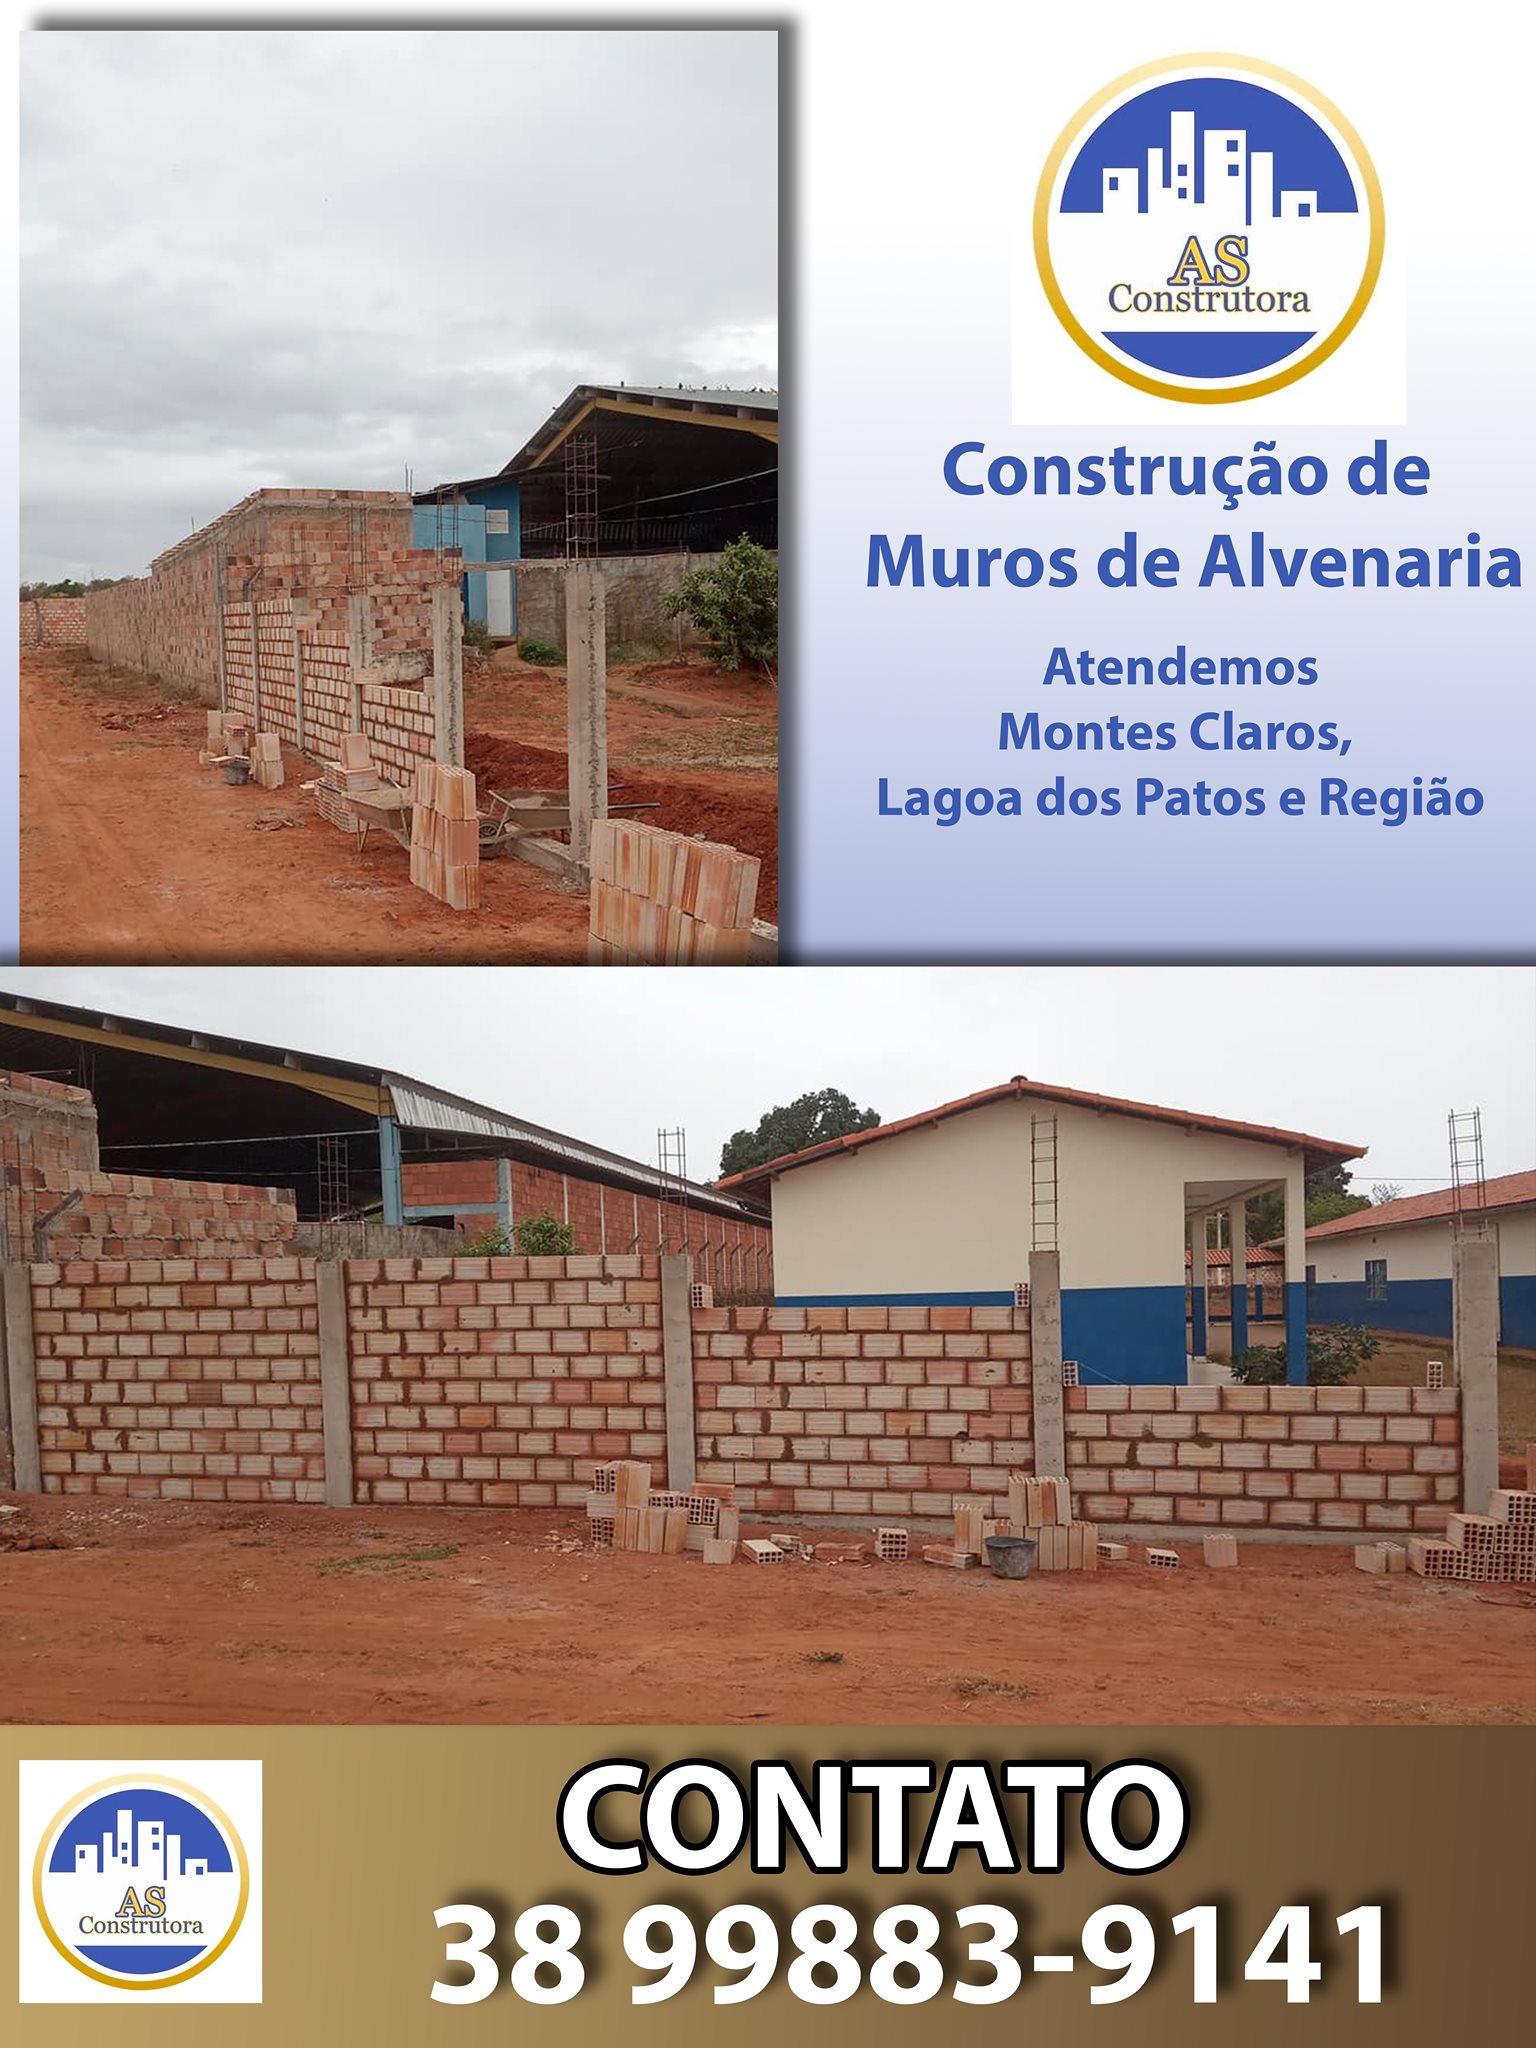 AS
Construtora
Construção de
Muros de Alvenaria
Atendemos
Montes Claros,
Lagoa dos Patos e Região
AS
Construtora
CONTATO
38 99883-9141